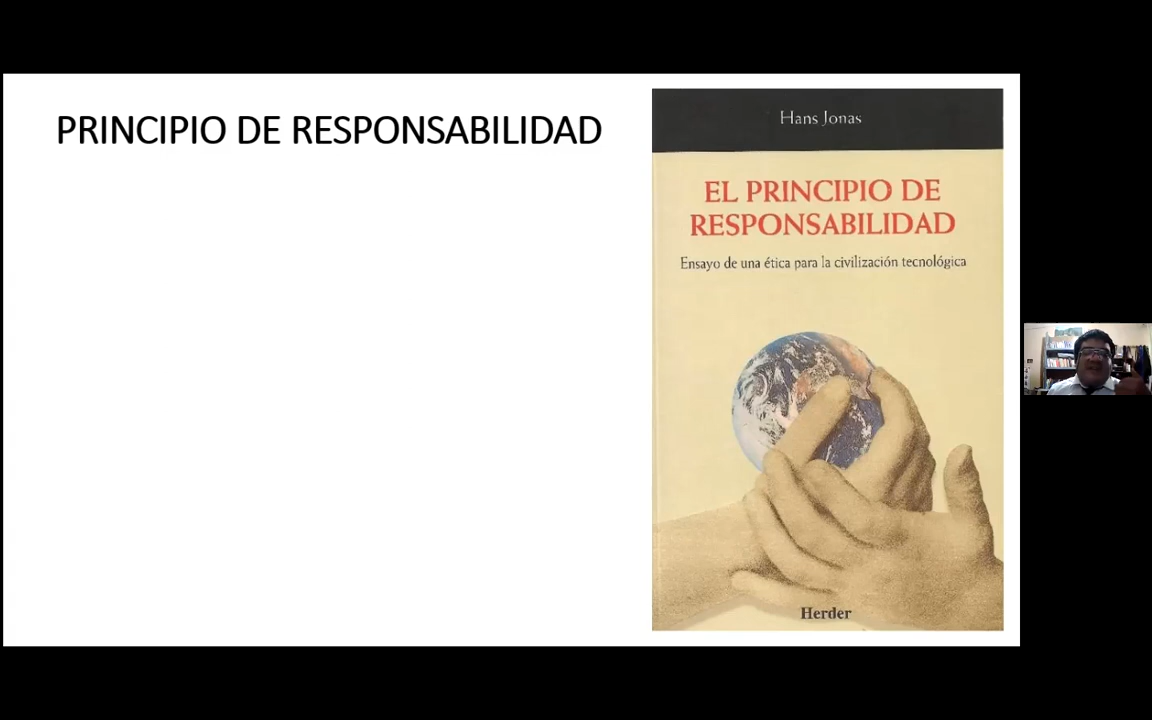 PRINCIPIO DE RESPONSABILIDAD
Hans Jonas
EL PRINCIPIO DE
RESPONSABILIDAD
Ensayo de una ética para la civilización tecnológica
Herder